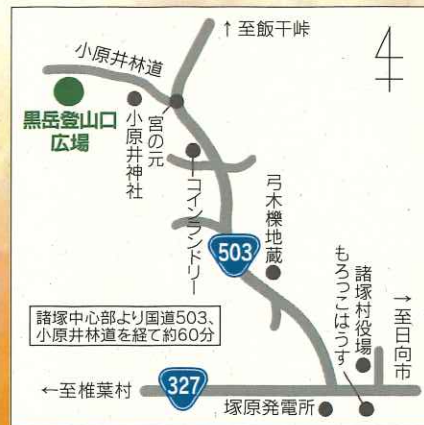 ↑至飯干峠
小原井林道
黒岳登山口
広場
小原井神社
宮の元
コインランドリー
弓木櫟地蔵
503
諸塚村役場
もろっこはうす
→至日向市
諸塚中心部より国道503、
小原井林道を経て約60分
←至椎葉村
327
塚原発電所